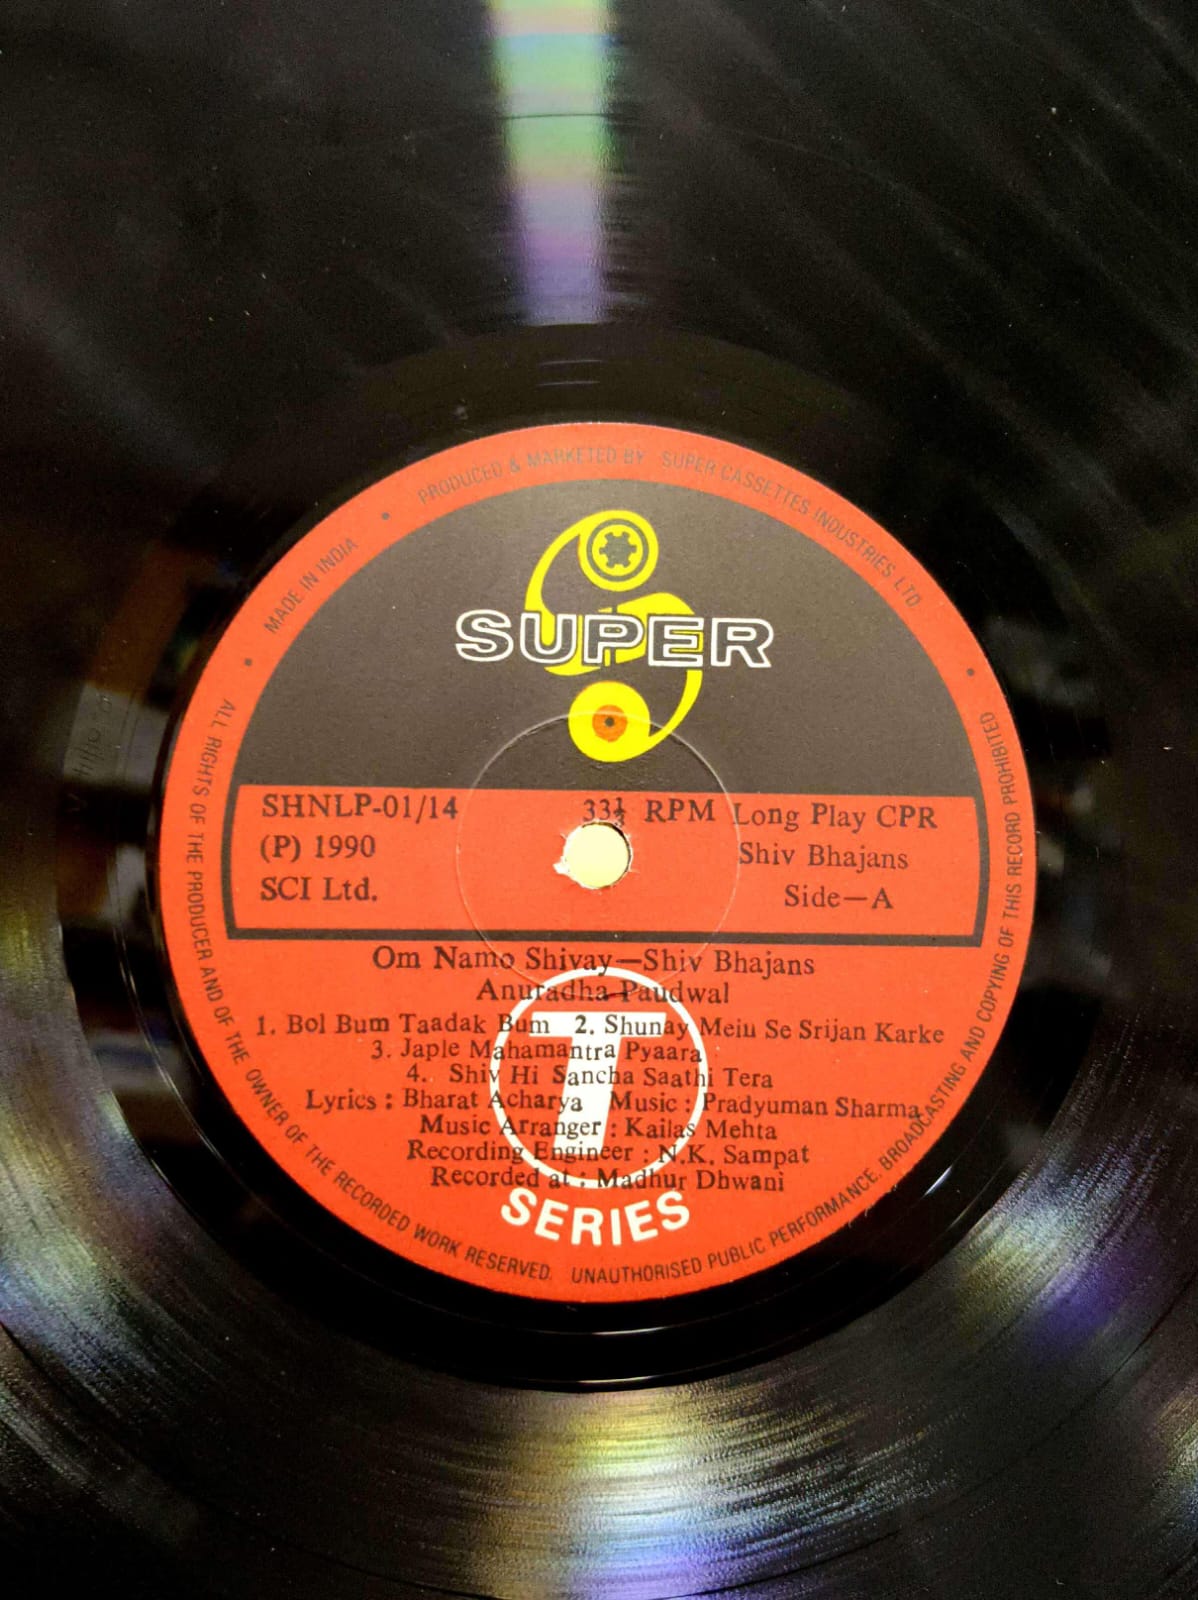 MADE IN INDIA • PRODUCED & MARKETED BY SUPER CASSETTES INDUSTRIES LTD •
SUPER
SHNLP-01/14 33⅓ RPM Long Play CPR
(P) 1990 Shiv Bhajans
SCI Ltd. Side—A
Om Namo Shivay—Shiv Bhajans
Anuradha Paudwal
1. Bol Bum Taadak Bum 2. Shunay Mein Se Srijan Karke
3. Japle Mahamantra Pyaara
4. Shiv Hi Sancha Saathi Tera
Lyrics : Bharat Acharya Music : Pradyuman Sharma
Music Arranger : Kailas Mehta
Recording Engineer : N.K. Sampat
Recorded at : Madhur Dhwani
T
SERIES
• ALL RIGHTS OF THE PRODUCER AND OF THE OWNER OF THE RECORDED WORK RESERVED. UNAUTHORISED PUBLIC PERFORMANCE, BROADCASTING AND COPYING OF THIS RECORD PROHIBITED